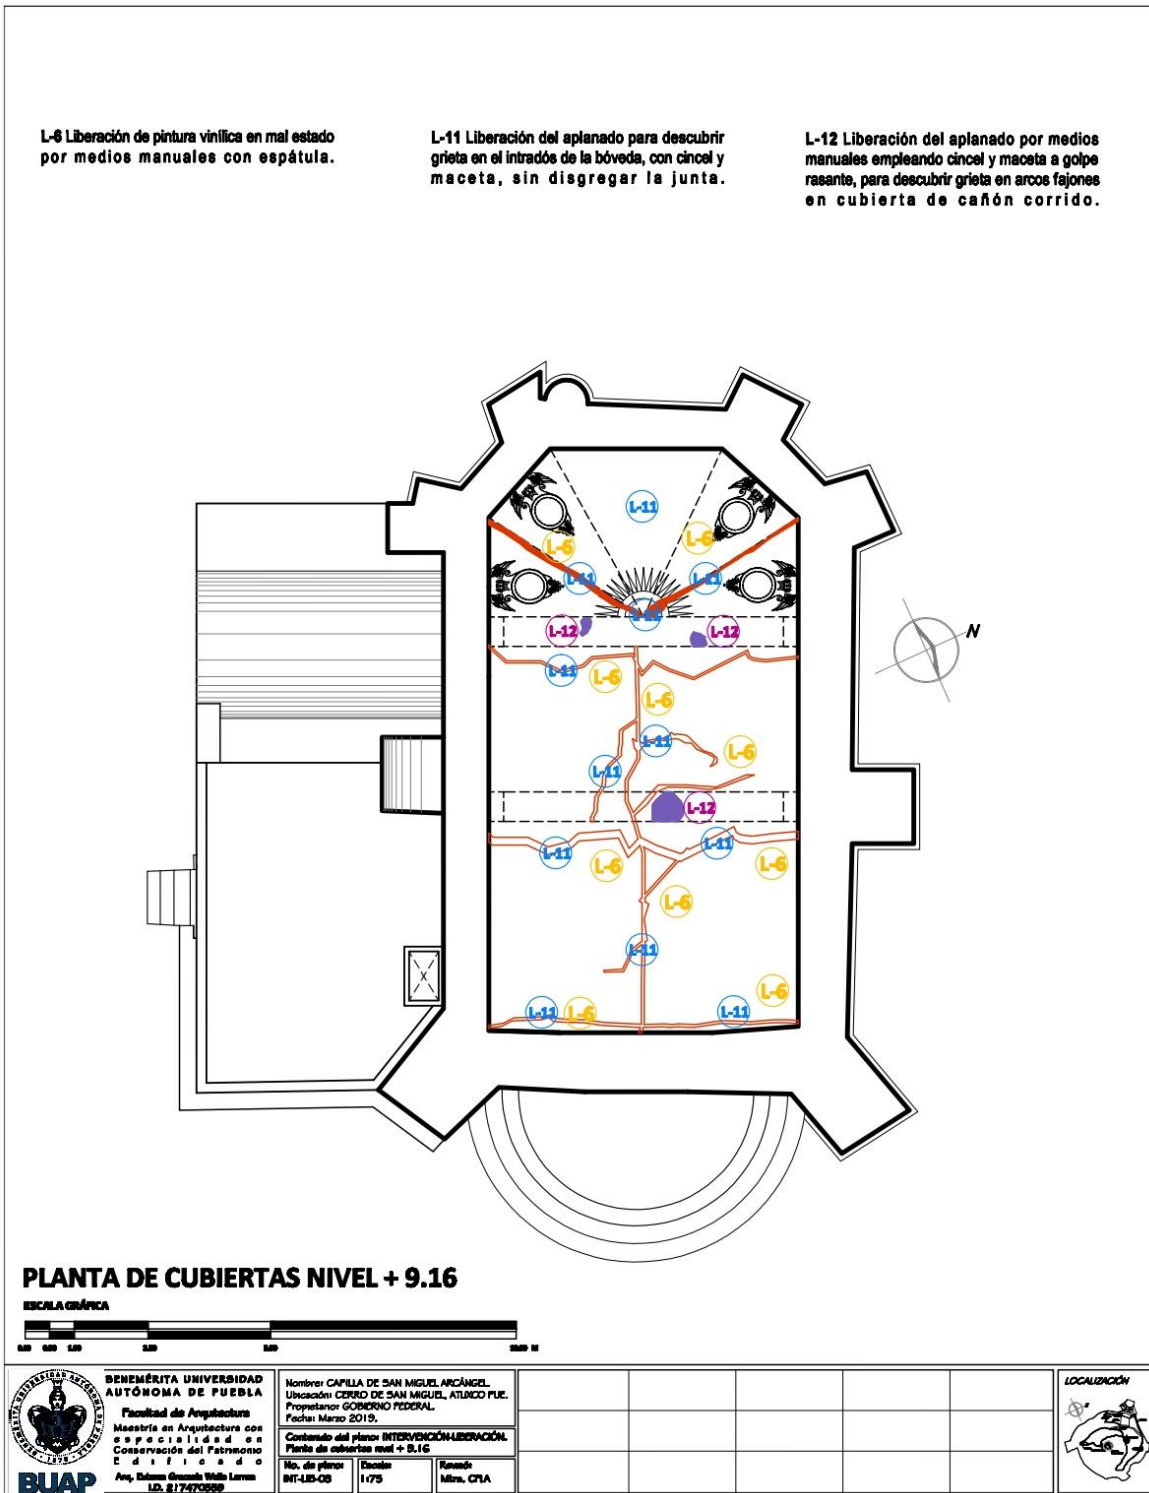 L-6 Liberación de pintura vinílica en mal estado
por medios manuales con espátula.
L-11 Liberación del aplanado para descubrir
grieta en el intradós de la bóveda, con cincel y
maceta, sin disgregar la junta.
L-12 Liberación del aplanado por medios
manuales empleando cincel y maceta a golpe
rasante, para descubrir grieta en arcos fajones
en cubierta de cañón corrido.
L-11
L-6
L-6
L-11
L-11
L-12
L-12
N
L-11
L-6
L-6
L-11
L-6
L-11
L-12
L-11
L-11
L-6
L-6
L-6
L-11
L-6
L-11
L-6
L-11
PLANTA DE CUBIERTAS NIVEL + 9.16
ESCALA GRÁFICA
BENEMÉRITA UNIVERSIDAD
AUTÓNOMA DE PUEBLA
Facultad de Arquitectura
Maestría en Arquitectura con
especialidad en
Conservación del Patrimonio
Edificado
I.D. 217470559
BUAP
Nombre: CAPILLA DE SAN MIGUEL ARCÁNGEL.
Ubicación: CERRO DE SAN MIGUEL, ATLIXCO PUE.
Propietario: GOBIERNO FEDERAL.
Fecha: Marzo 2019.
Contenido del plano: INTERVENCIÓN-LIBERACIÓN.
Planta de cubiertas nivel + 9.16
No. de plano:
INT-LIB-03
Escala:
1:75
Revisó:
Mtra. CPLA
LOCALIZACIÓN